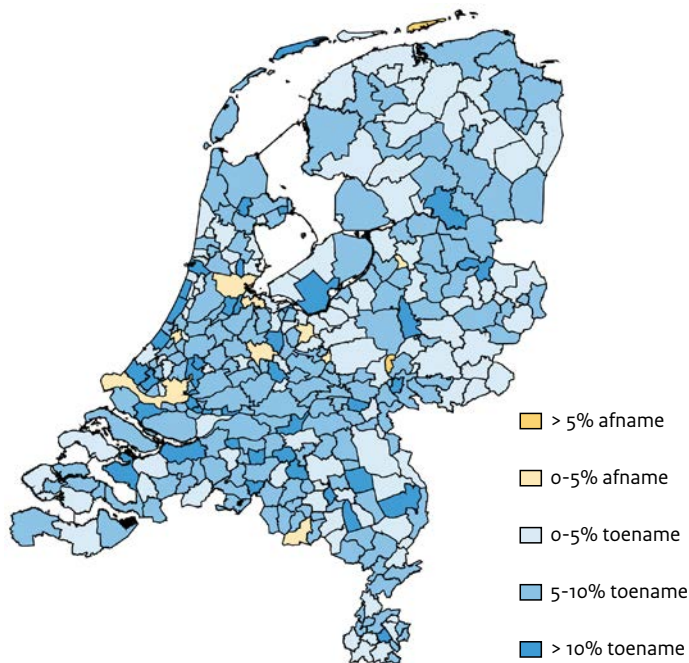 > 5% afname
0-5% afname
0-5% toename
5-10% toename
> 10% toename